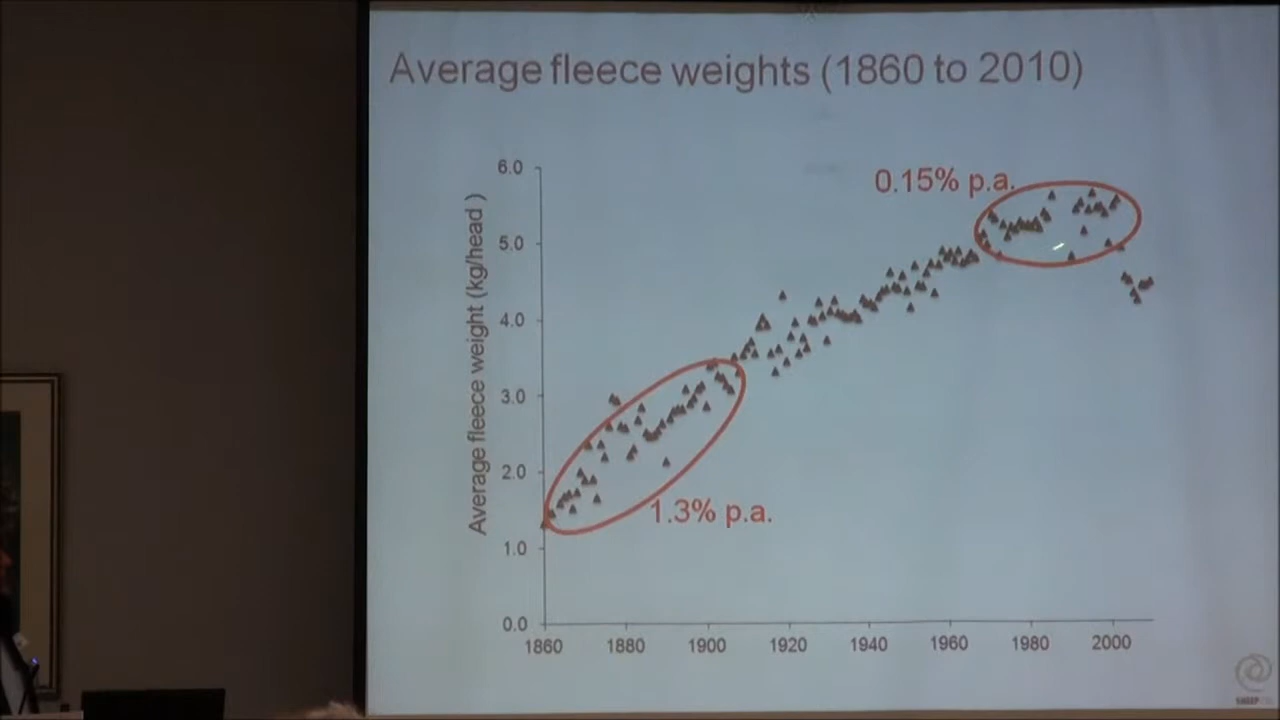 Average fleece weights (1860 to 2010)
Average fleece weight (kg/head )
6.0
5.0
4.0
3.0
2.0
1.0
0.0
0.15% p.a.
1.3% p.a.
1860 1880 1900 1920 1940 1960 1980 2000